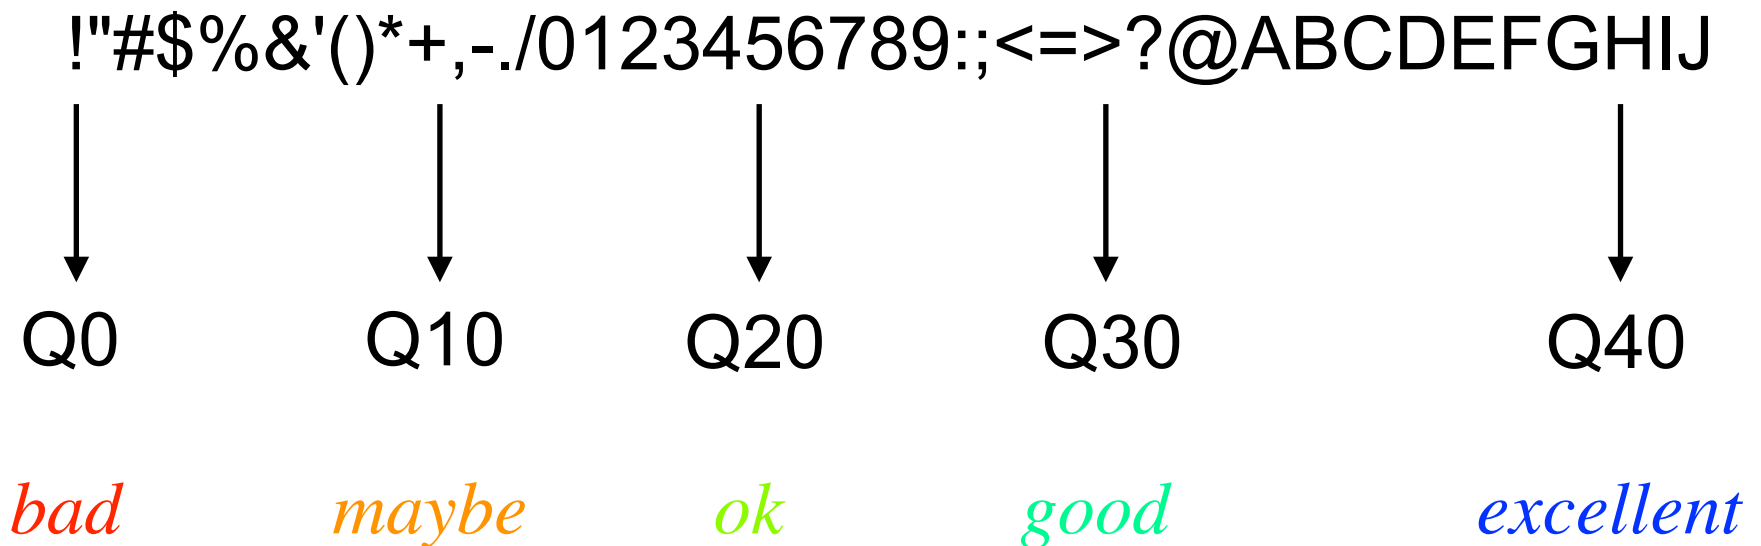 !"#$%&'()*+,-./0123456789:;<=>?@ABCDEFGHIJ
Q0 Q10 Q20 Q30 Q40
bad maybe ok good excellent